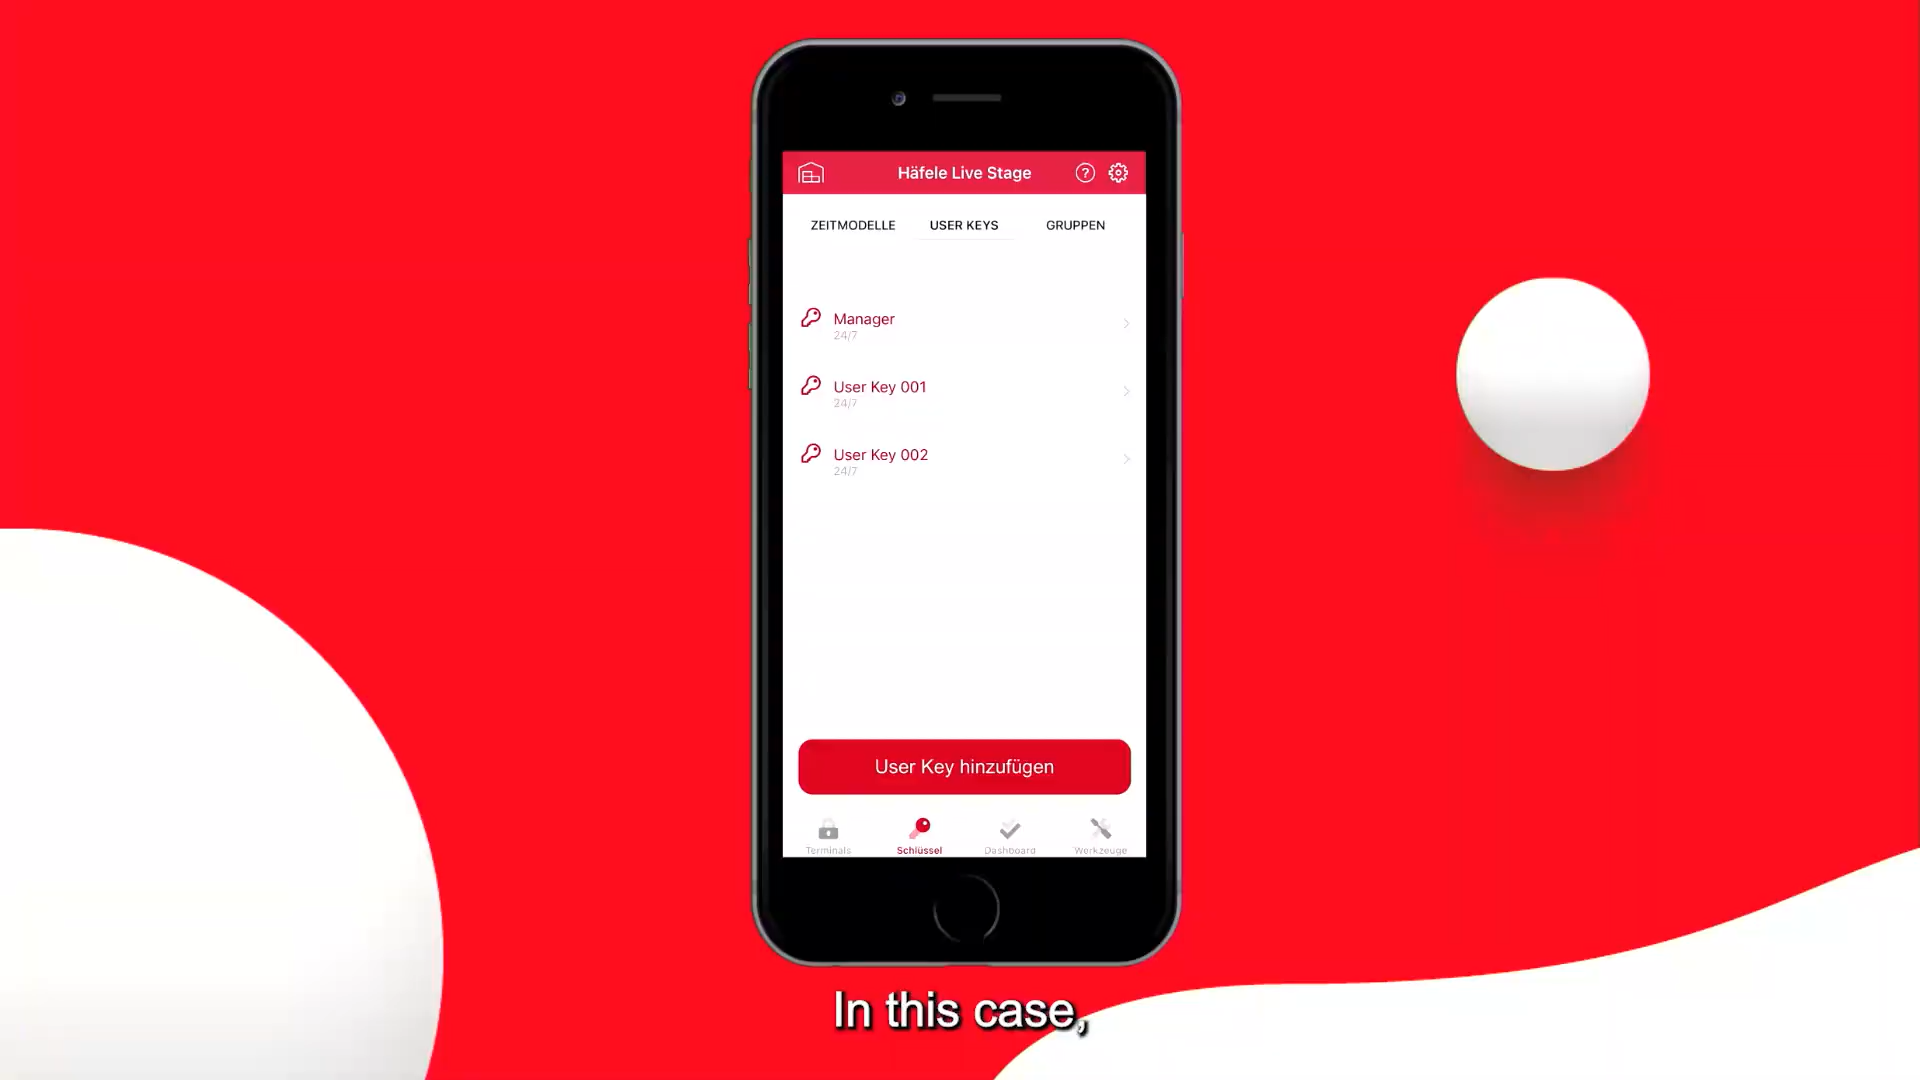 Häfele Live Stage
ZEITMODELLE USER KEYS GRUPPEN
Manager
24/7
User Key 001
24/7
User Key 002
24/7
User Key hinzufügen
Terminals Schlüssel Dashboard Werkzeuge
In this case,